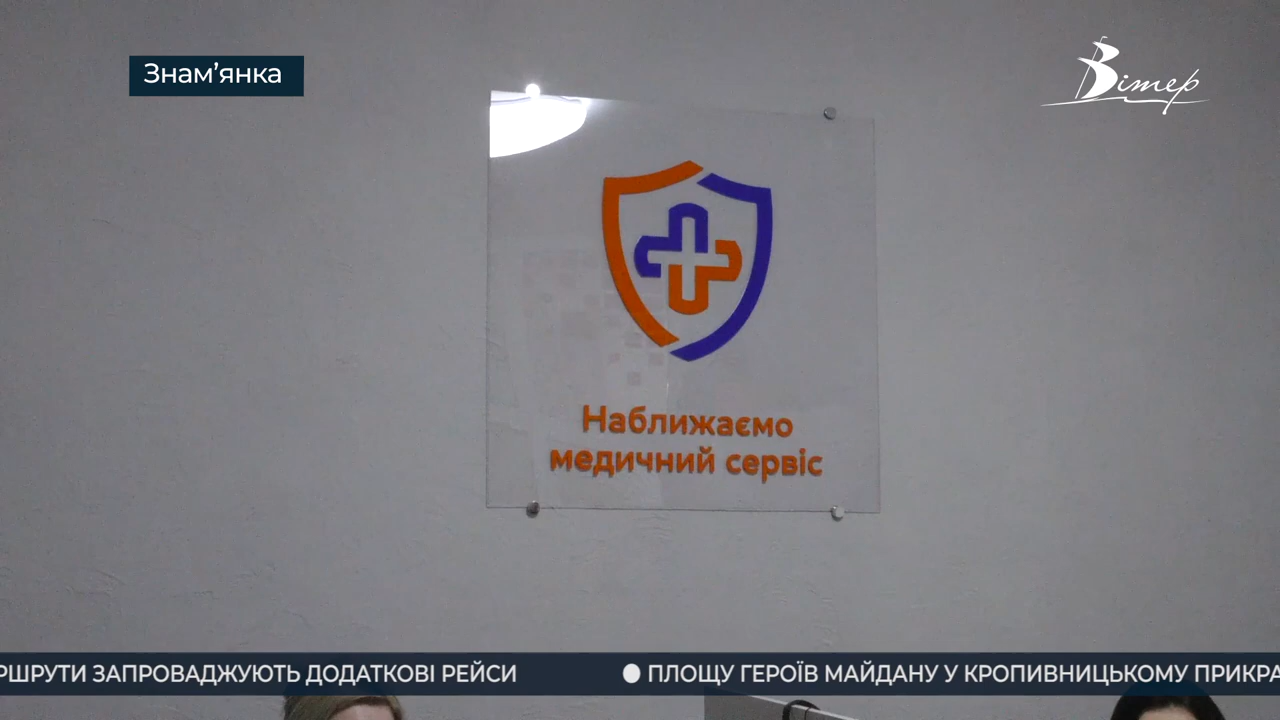 Знам’янка
Вітер
Наближаємо
медичний сервіс
ЗАПРОВАДЖУЮТЬ ДОДАТКОВІ РЕЙСИ
● ПЛОЩУ ГЕРОЇВ МАЙДАНУ У КРОПИВНИЦЬКОМУ